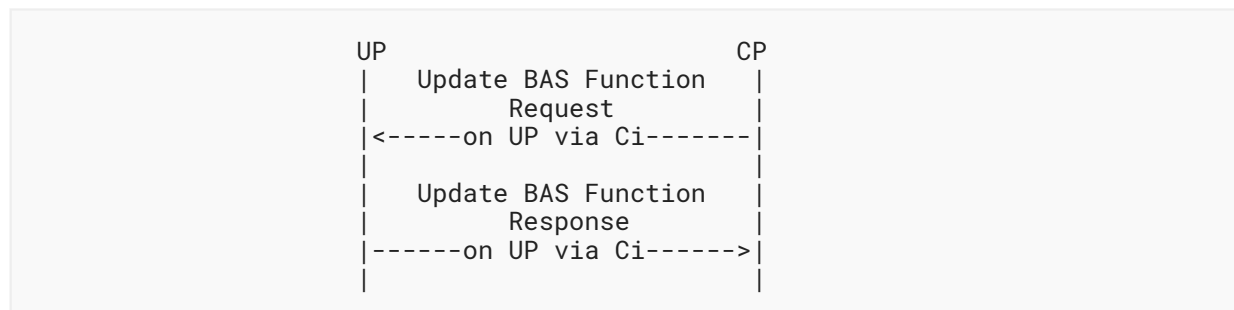 UP                       CP
|   Update BAS Function   |
|         Request         |
|<-----on UP via Ci-------|
|                         |
|   Update BAS Function   |
|         Response        |
|------on UP via Ci------>|
|                         |